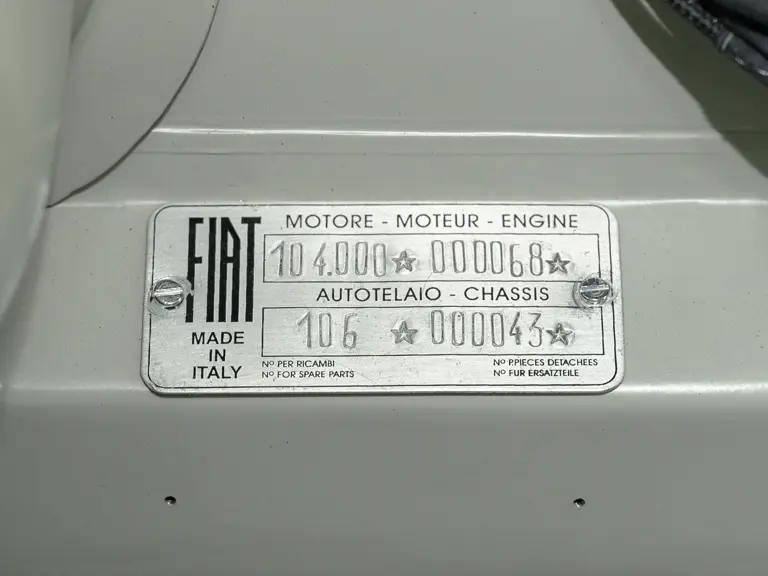 FIAT
MADE
IN
ITALY
MOTORE - MOTEUR - ENGINE
104.000☆ 000068☆
AUTOTELAIO - CHASSIS
106 ☆ 000043☆
Nº PER RICAMBI
Nº FOR SPARE PARTS
Nº P.PIECES DETACHEES
Nº FUR ERSATZTEILE